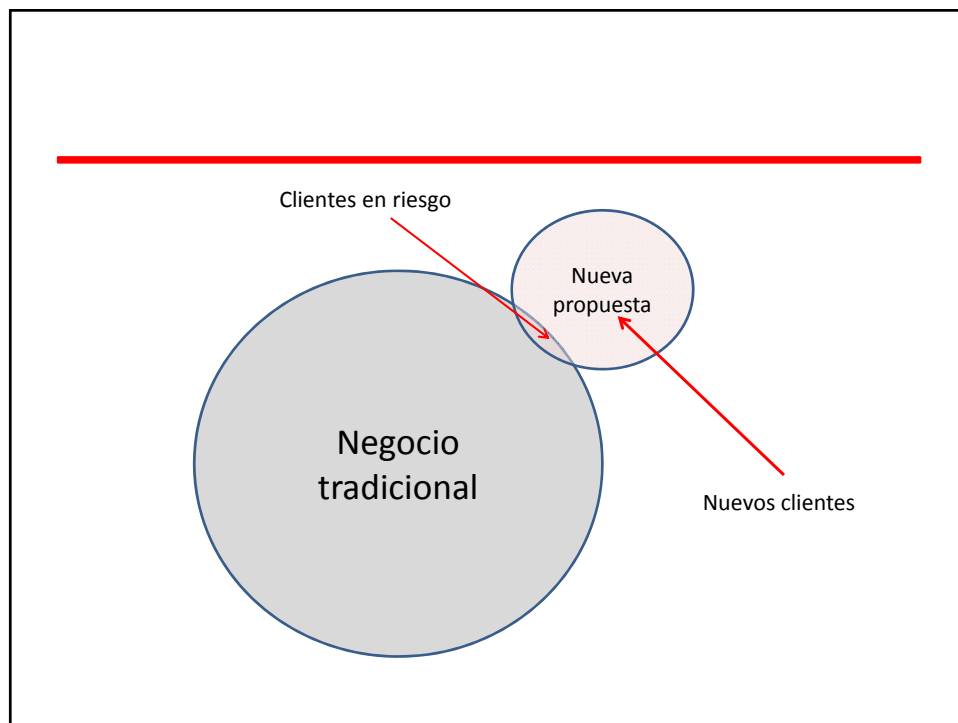 Clientes en riesgo
Nueva
propuesta
Negocio
tradicional
Nuevos clientes